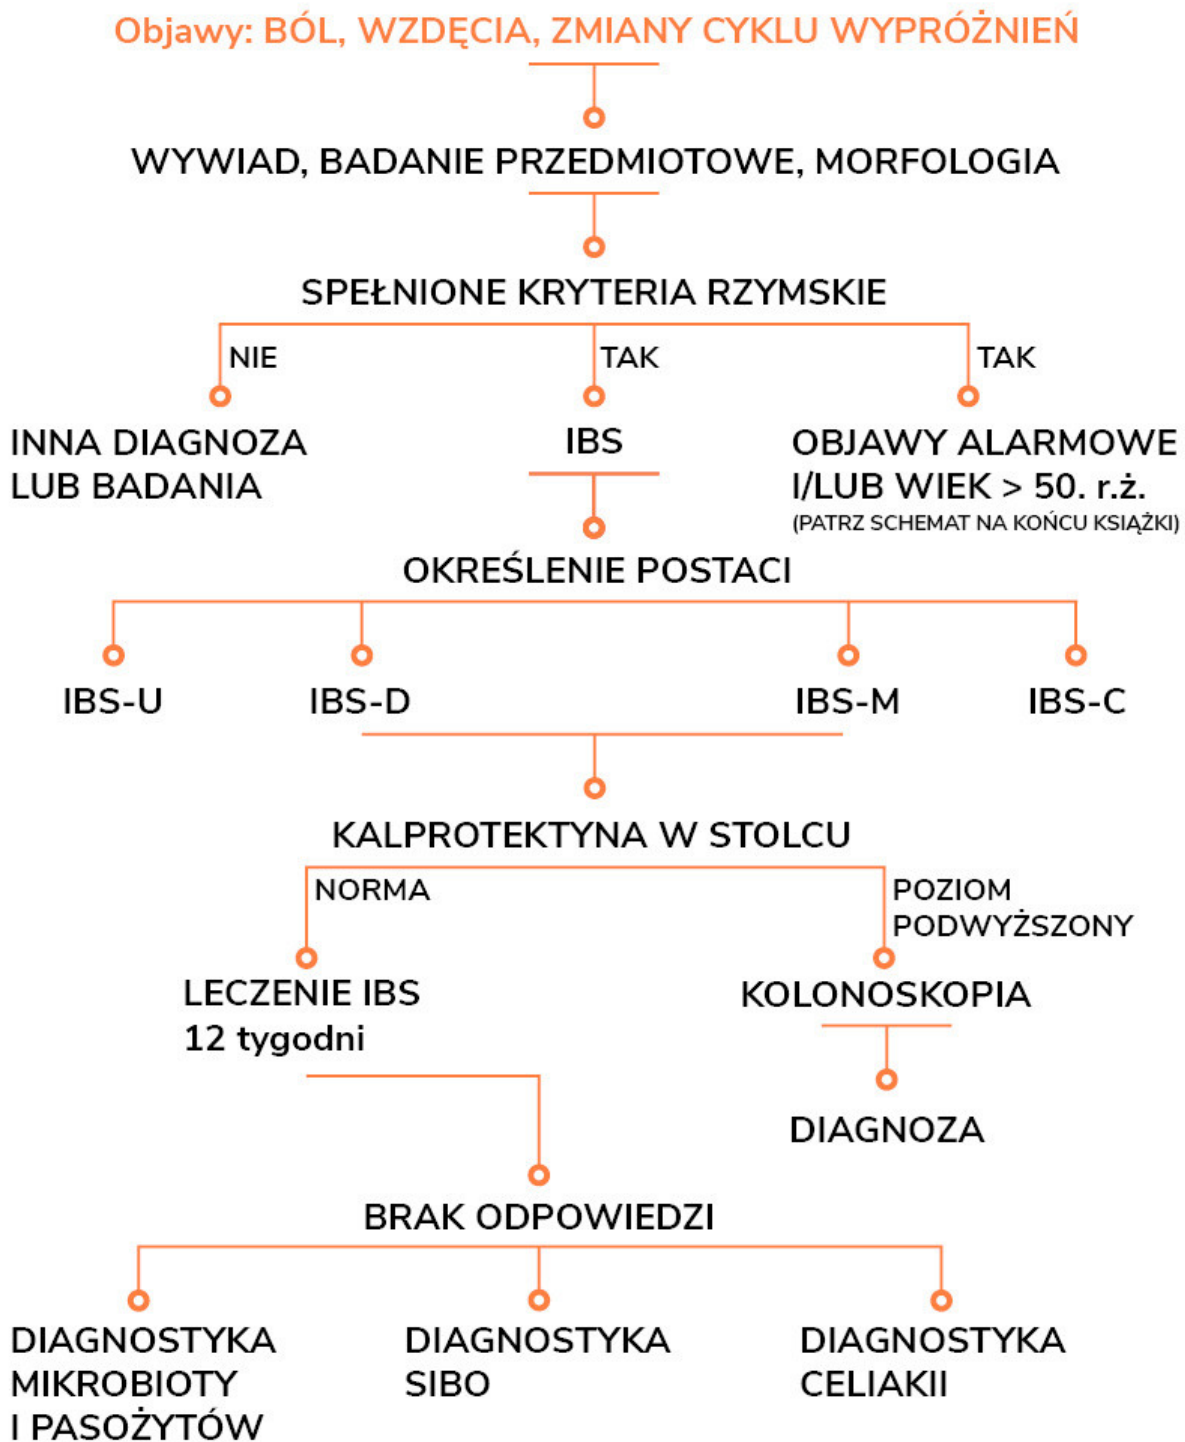 Objawy: BÓL, WZDĘCIA, ZMIANY CYKLU WYPRÓŻNIEŃ
WYWIAD, BADANIE PRZEDMIOTOWE, MORFOLOGIA
SPEŁNIONE KRYTERIA RZYMSKIE
NIE
TAK
TAK
INNA DIAGNOZA
LUB BADANIA
IBS
OBJAWY ALARMOWE
I/LUB WIEK > 50. r.ż.
(PATRZ SCHEMAT NA KOŃCU KSIĄŻKI)
OKREŚLENIE POSTACI
IBS-U
IBS-D
IBS-M
IBS-C
KALPROTEKTYNA W STOLCU
NORMA
POZIOM
PODWYŻSZONY
LECZENIE IBS
12 tygodni
KOLONOSKOPIA
DIAGNOZA
BRAK ODPOWIEDZI
DIAGNOSTYKA
MIKROBIOTY
I PASOŻYTÓW
DIAGNOSTYKA
SIBO
DIAGNOSTYKA
CELIAKII